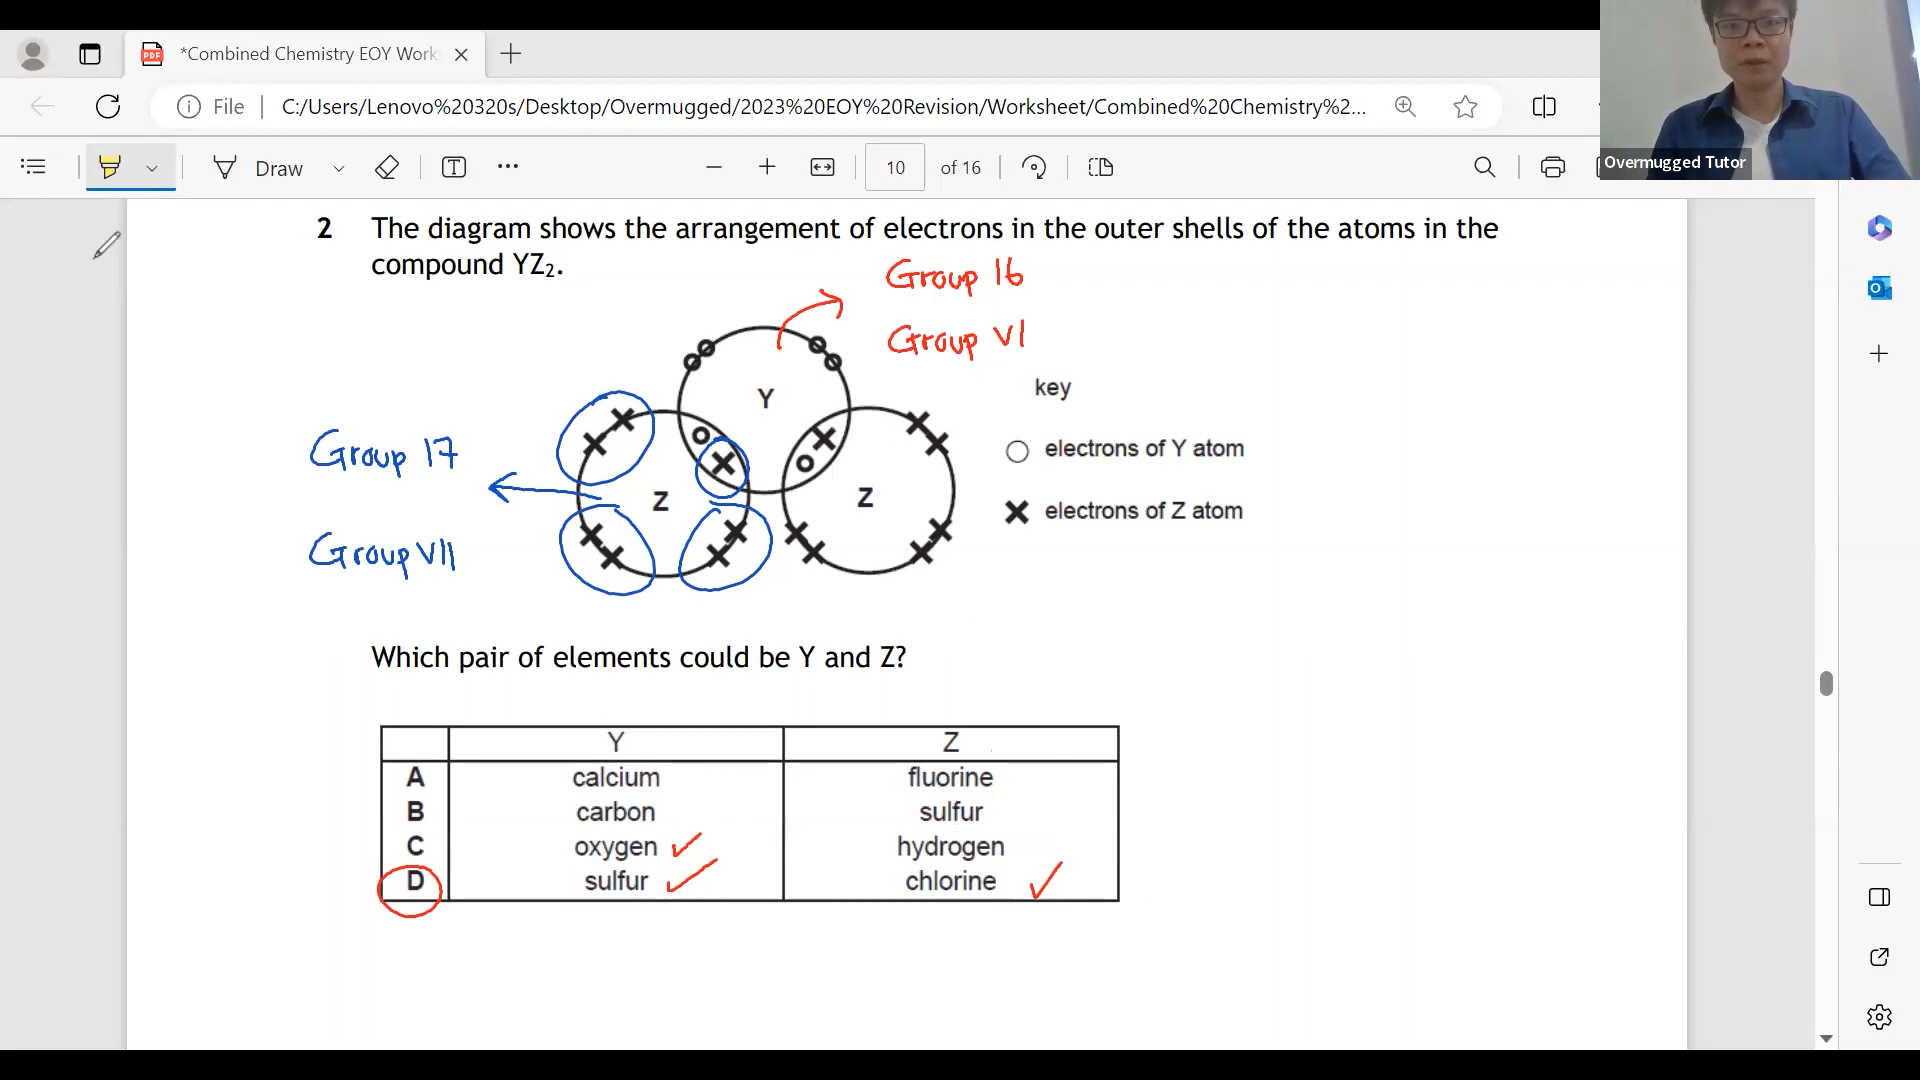 *Combined Chemistry EOY Work
File
C:/Users/Lenovo%20320s/Desktop/Overmugged/2023%20EOY%20Revision/Worksheet/Combined%20Chemistry%2...
Overmugged Tutor
Draw
10 of 16
2 The diagram shows the arrangement of electrons in the outer shells of the atoms in the
compound YZ₂.
Group 16
Group VI
Y
key
Group 17
electrons of Y atom
Z
Z
electrons of Z atom
Group VII
Which pair of elements could be Y and Z?
Y Z
A calcium fluorine
B carbon sulfur
C oxygen hydrogen
D sulfur chlorine